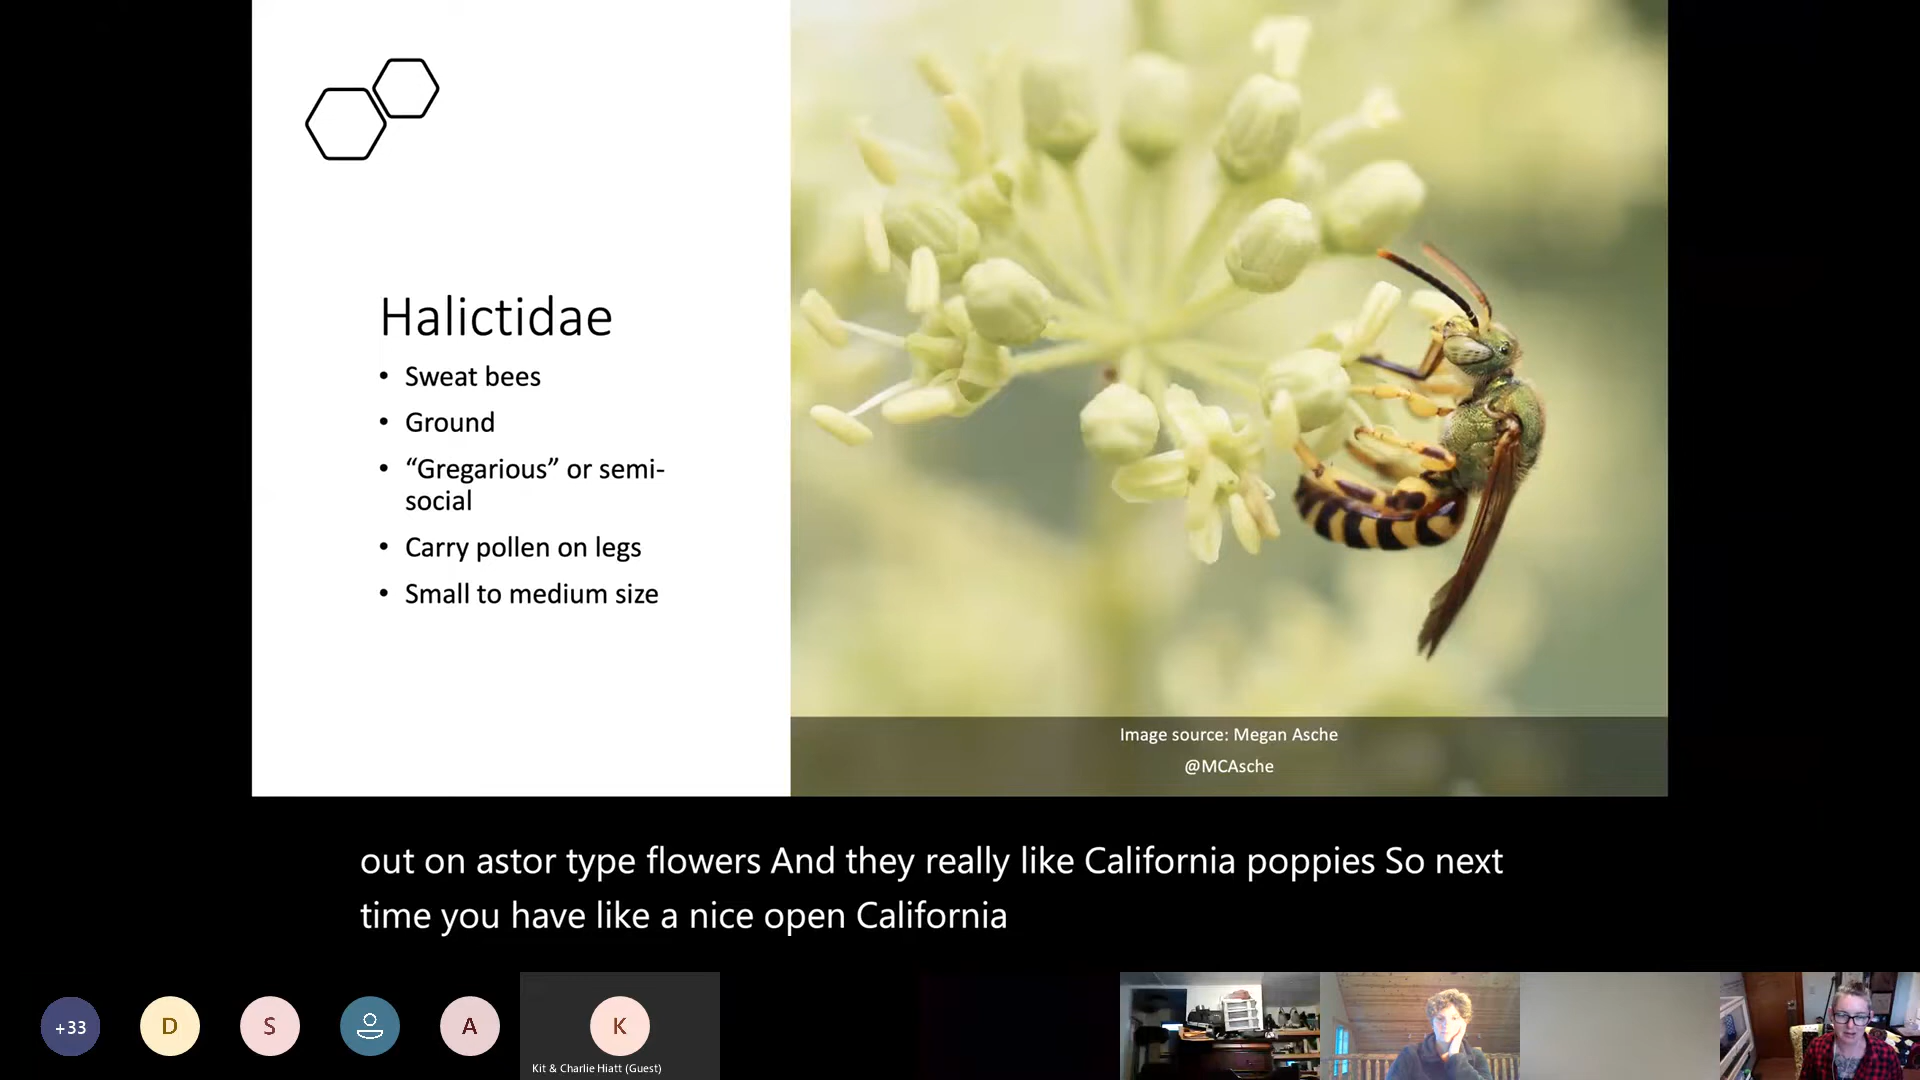 Halictidae
• Sweat bees
• Ground
• “Gregarious” or semi-
social
• Carry pollen on legs
• Small to medium size
Image source: Megan Asche
@MCAsche
out on astor type flowers And they really like California poppies So next
time you have like a nice open California
+33
D
S
A
K
Kit & Charlie Hiatt (Guest)